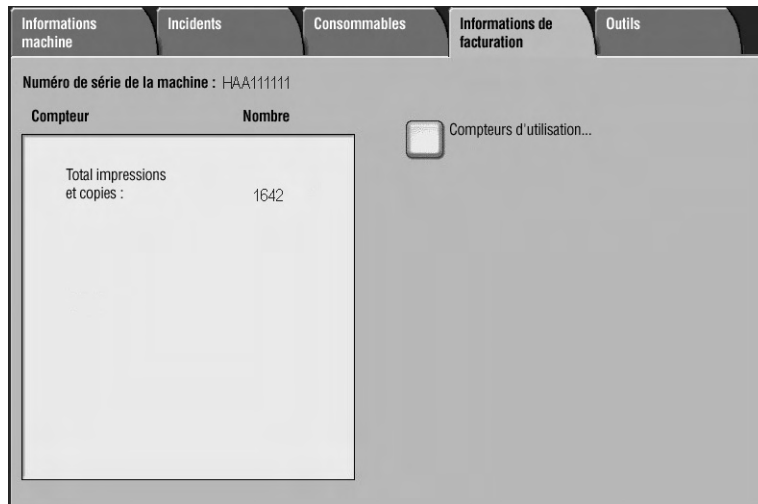 Informations machine
Incidents
Consommables
Informations de facturation
Outils
Numéro de série de la machine : HAA111111
Compteur Nombre
Compteurs d'utilisation...
Total impressions
et copies : 1642